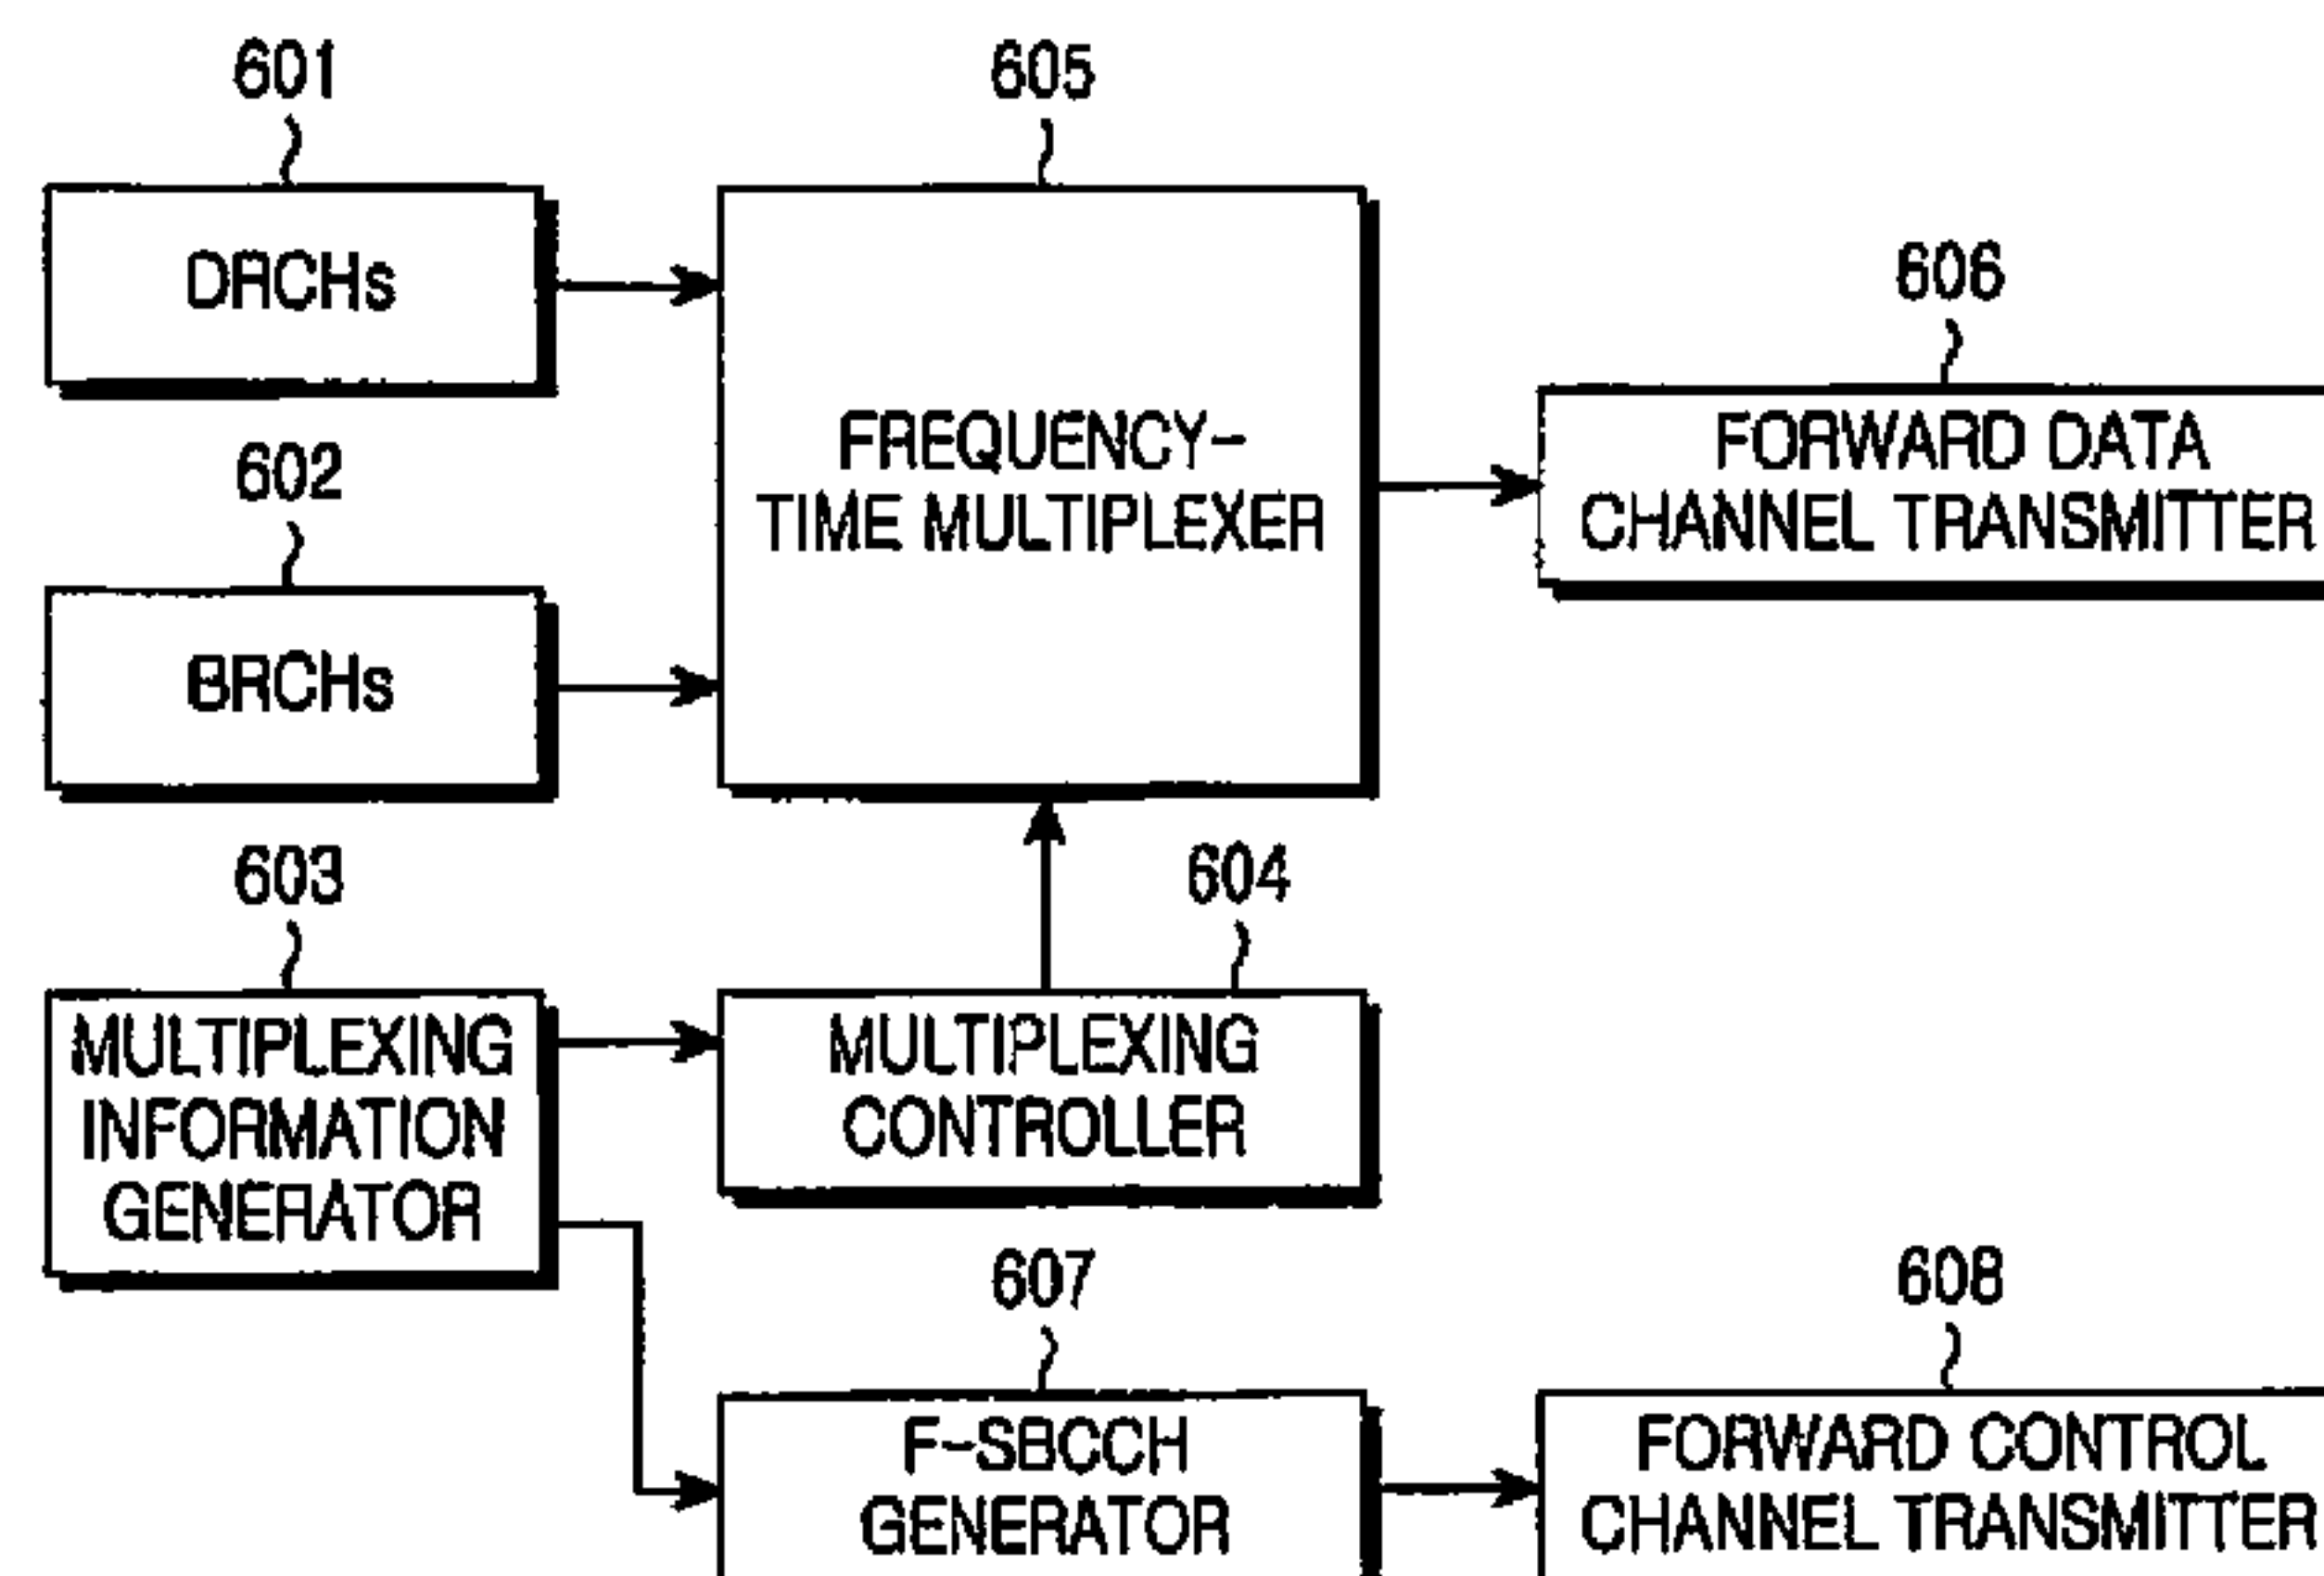 601
605
DRCHs
606
FREQUENCY-
TIME MULTIPLEXER
FORWARD DATA
CHANNEL TRANSMITTER
602
BRCHs
603
604
MULTIPLEXING
INFORMATION
GENERATOR
MULTIPLEXING
CONTROLLER
607
608
F-SBCCH
GENERATOR
FORWARD CONTROL
CHANNEL TRANSMITTER